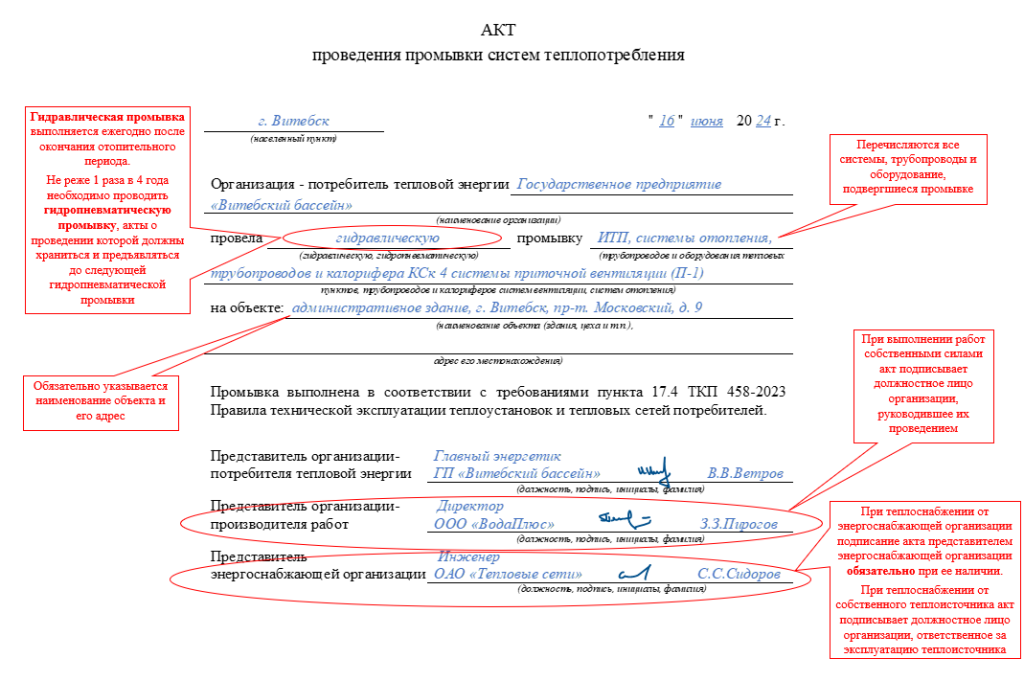 АКТ
проведения промывки систем теплопотребления
г. Витебск
(населенный пункт)
" 16 " июня 20 24 г.
Гидравлическая промывка
выполняется ежегодно после
окончания отопительного
периода.
Не реже 1 раза в 4 года
необходимо проводить
гидропневматическую
промывку, акты о
проведении которой должны
храниться и предъявляться
до следующей
гидропневматической
промывки
Перечисляются все
системы, трубопроводы и
оборудование,
подвергшиеся промывке
Организация - потребитель тепловой энергии Государственное предприятие
«Витебский бассейн»
(наименование организации)
провела гидравлическую промывку ИТП, системы отопления,
(гидравлическую, гидропневматическую) (трубопроводов и оборудования тепловых
трубопроводов и калорифера КСк 4 системы приточной вентиляции (П-1)
пунктов, трубопроводов и калориферов систем вентиляции, систем отопления)
на объекте: административное здание, г. Витебск, пр-т. Московский, д. 9
(наименование объекта (здания, цеха и т.п.),
адрес его местонахождения)
Обязательно указывается
наименование объекта и
его адрес
При выполнении работ
собственными силами
акт подписывает
должностное лицо
организации,
руководившее их
проведением
Промывка выполнена в соответствии с требованиями пункта 17.4 ТКП 458-2023
Правила технической эксплуатации теплоустановок и тепловых сетей потребителей.
Представитель организации-
потребителя тепловой энергии
Главный энергетик
ГП «Витебский бассейн» В.В.Ветров
(должность, подпись, инициалы, фамилия)
Представитель организации-
производителя работ
Директор
ООО «ВодаПлюс» З.З.Пирогов
(должность, подпись, инициалы, фамилия)
Представитель
энергоснабжающей организации
Инженер
ОАО «Тепловые сети» С.С.Сидоров
(должность, подпись, инициалы, фамилия)
При теплоснабжении от
энергоснабжающей организации
подписание акта представителем
энергоснабжающей организации
обязательно при ее наличии.
При теплоснабжении от
собственного теплоисточника акт
подписывает должностное лицо
организации, ответственное за
эксплуатацию теплоисточника